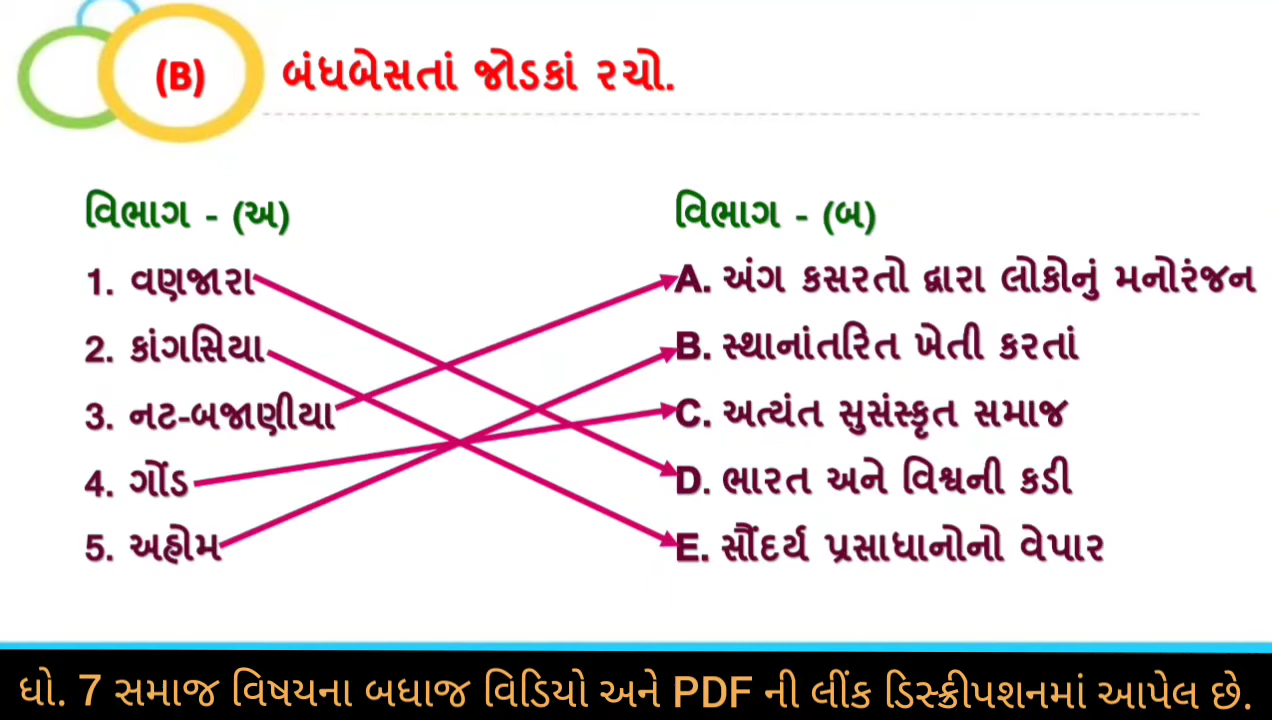 (B) બંધબેસતાં જોડકાં રચો.
વિભાગ - (અ)
વિભાગ - (બ)
1. વણજારા
A. અંગ કસરતો દ્વારા લોકોનું મનોરંજન
2. કાંગસિયા
B. સ્થાનાંતરિત ખેતી કરતાં
3. નટ-બજાણીયા
C. અત્યંત સુસંસ્કૃત સમાજ
4. ગોંડ
D. ભારત અને વિશ્વની કડી
5. અહોમ
E. સૌંદર્ય પ્રસાધાનોનો વેપાર
ધો. 7 સમાજ વિષયના બધાજ વિડિયો અને PDF ની લીંક ડિસ્ક્રીપશનમાં આપેલ છે.